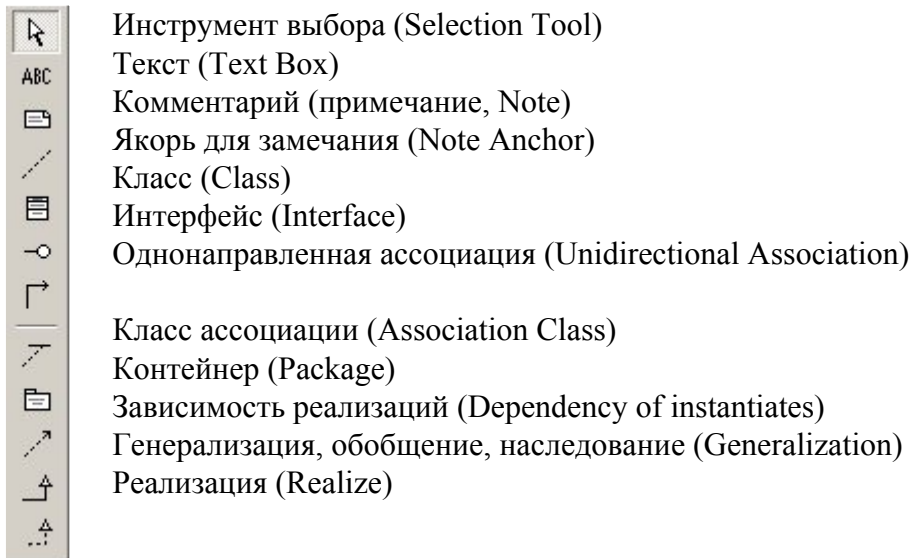 Инструмент выбора (Selection Tool)
ABC
Текст (Text Box)
Комментарий (примечание, Note)
Якорь для замечания (Note Anchor)
Класс (Class)
Интерфейс (Interface)
Однонаправленная ассоциация (Unidirectional Association)
Класс ассоциации (Association Class)
Контейнер (Package)
Зависимость реализаций (Dependency of instantiates)
Генерализация, обобщение, наследование (Generalization)
Реализация (Realize)